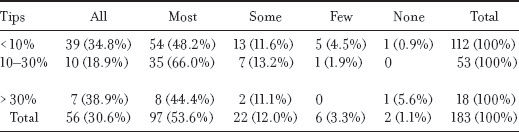 Tips All Most Some Few None Total
<10% 39 (34.8%) 54 (48.2%) 13 (11.6%) 5 (4.5%) 1 (0.9%) 112 (100%)
10–30% 10 (18.9%) 35 (66.0%) 7 (13.2%) 1 (1.9%) 0 53 (100%)
>30% 7 (38.9%) 8 (44.4%) 2 (11.1%) 0 1 (5.6%) 18 (100%)
Total 56 (30.6%) 97 (53.6%) 22 (12.0%) 6 (3.3%) 2 (1.1%) 183 (100%)